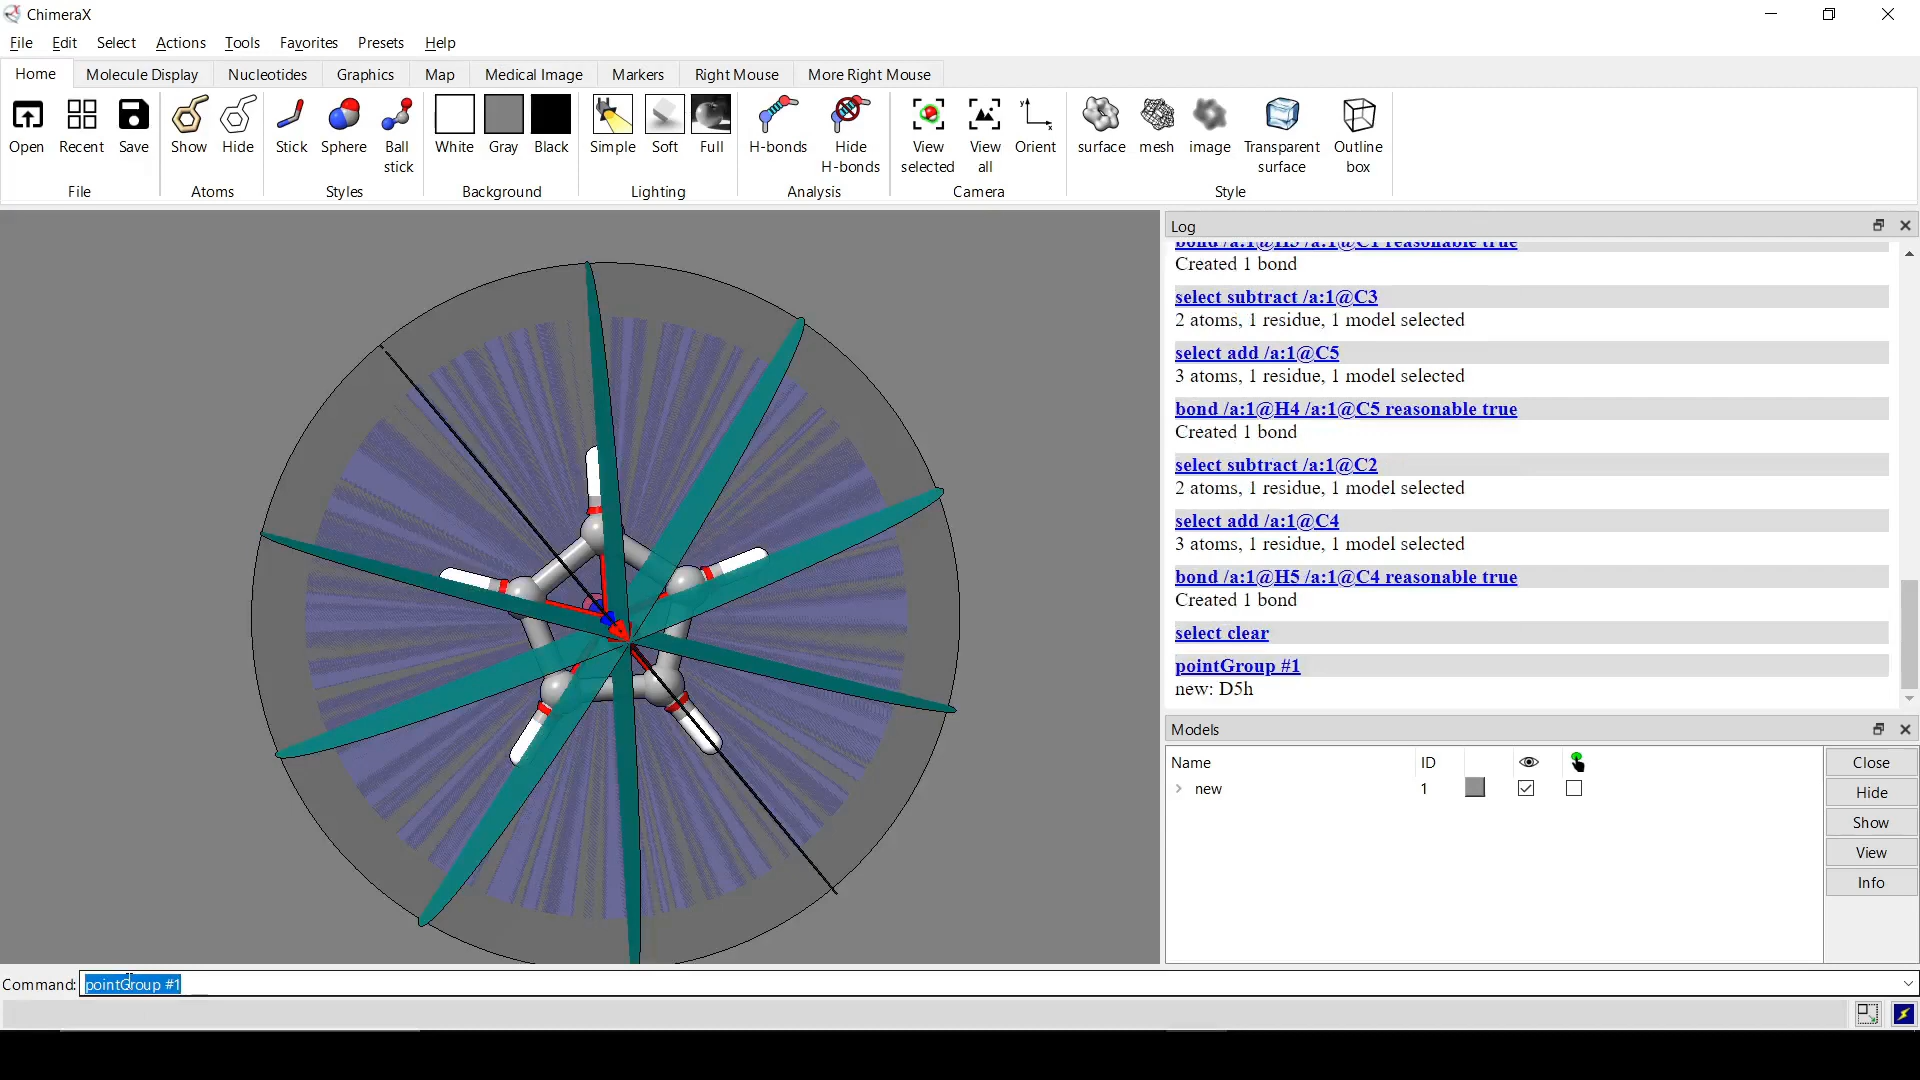 ChimeraX
File Edit Select Actions Tools Favorites Presets Help
Home Molecule Display Nucleotides Graphics Map Medical Image Markers Right Mouse More Right Mouse
Open Recent Save Show Hide Stick Sphere Ball stick White Gray Black Simple Soft Full H-bonds Hide H-bonds View selected View all Orient surface mesh image Transparent surface Outline box
File Atoms Styles Background Lighting Analysis Camera Style
Log
bond /a:1@H3 /a:1@C1 reasonable true
Created 1 bond
select subtract /a:1@C3
2 atoms, 1 residue, 1 model selected
select add /a:1@C5
3 atoms, 1 residue, 1 model selected
bond /a:1@H4 /a:1@C5 reasonable true
Created 1 bond
select subtract /a:1@C2
2 atoms, 1 residue, 1 model selected
select add /a:1@C4
3 atoms, 1 residue, 1 model selected
bond /a:1@H5 /a:1@C4 reasonable true
Created 1 bond
select clear
pointGroup #1
new: D5h
Models
Name ID
new 1
Close
Hide
Show
View
Info
Command: pointGroup #1